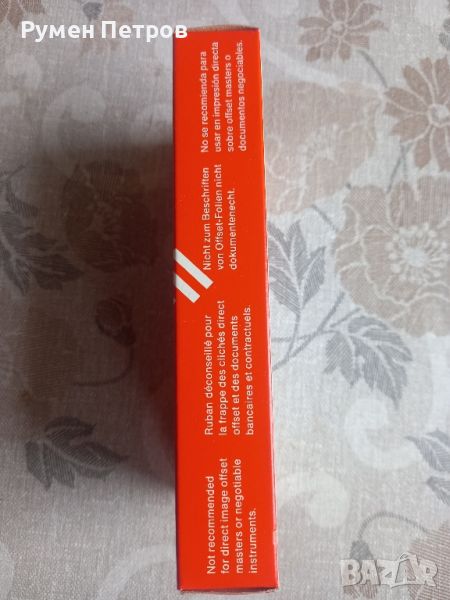 Румен Петров
Not recommended
for direct image offset
masters or negotiable
instruments.
Ruban déconseillé pour
la frappe des clichés direct
offset et des documents
bancaires et contractuels.
Nicht zum Beschriften
von Offset-Folien nicht
dokumentenecht.
No se recomienda para
usar en impresión directa
sobre offset masters o
documentos negociables.
BAZAR